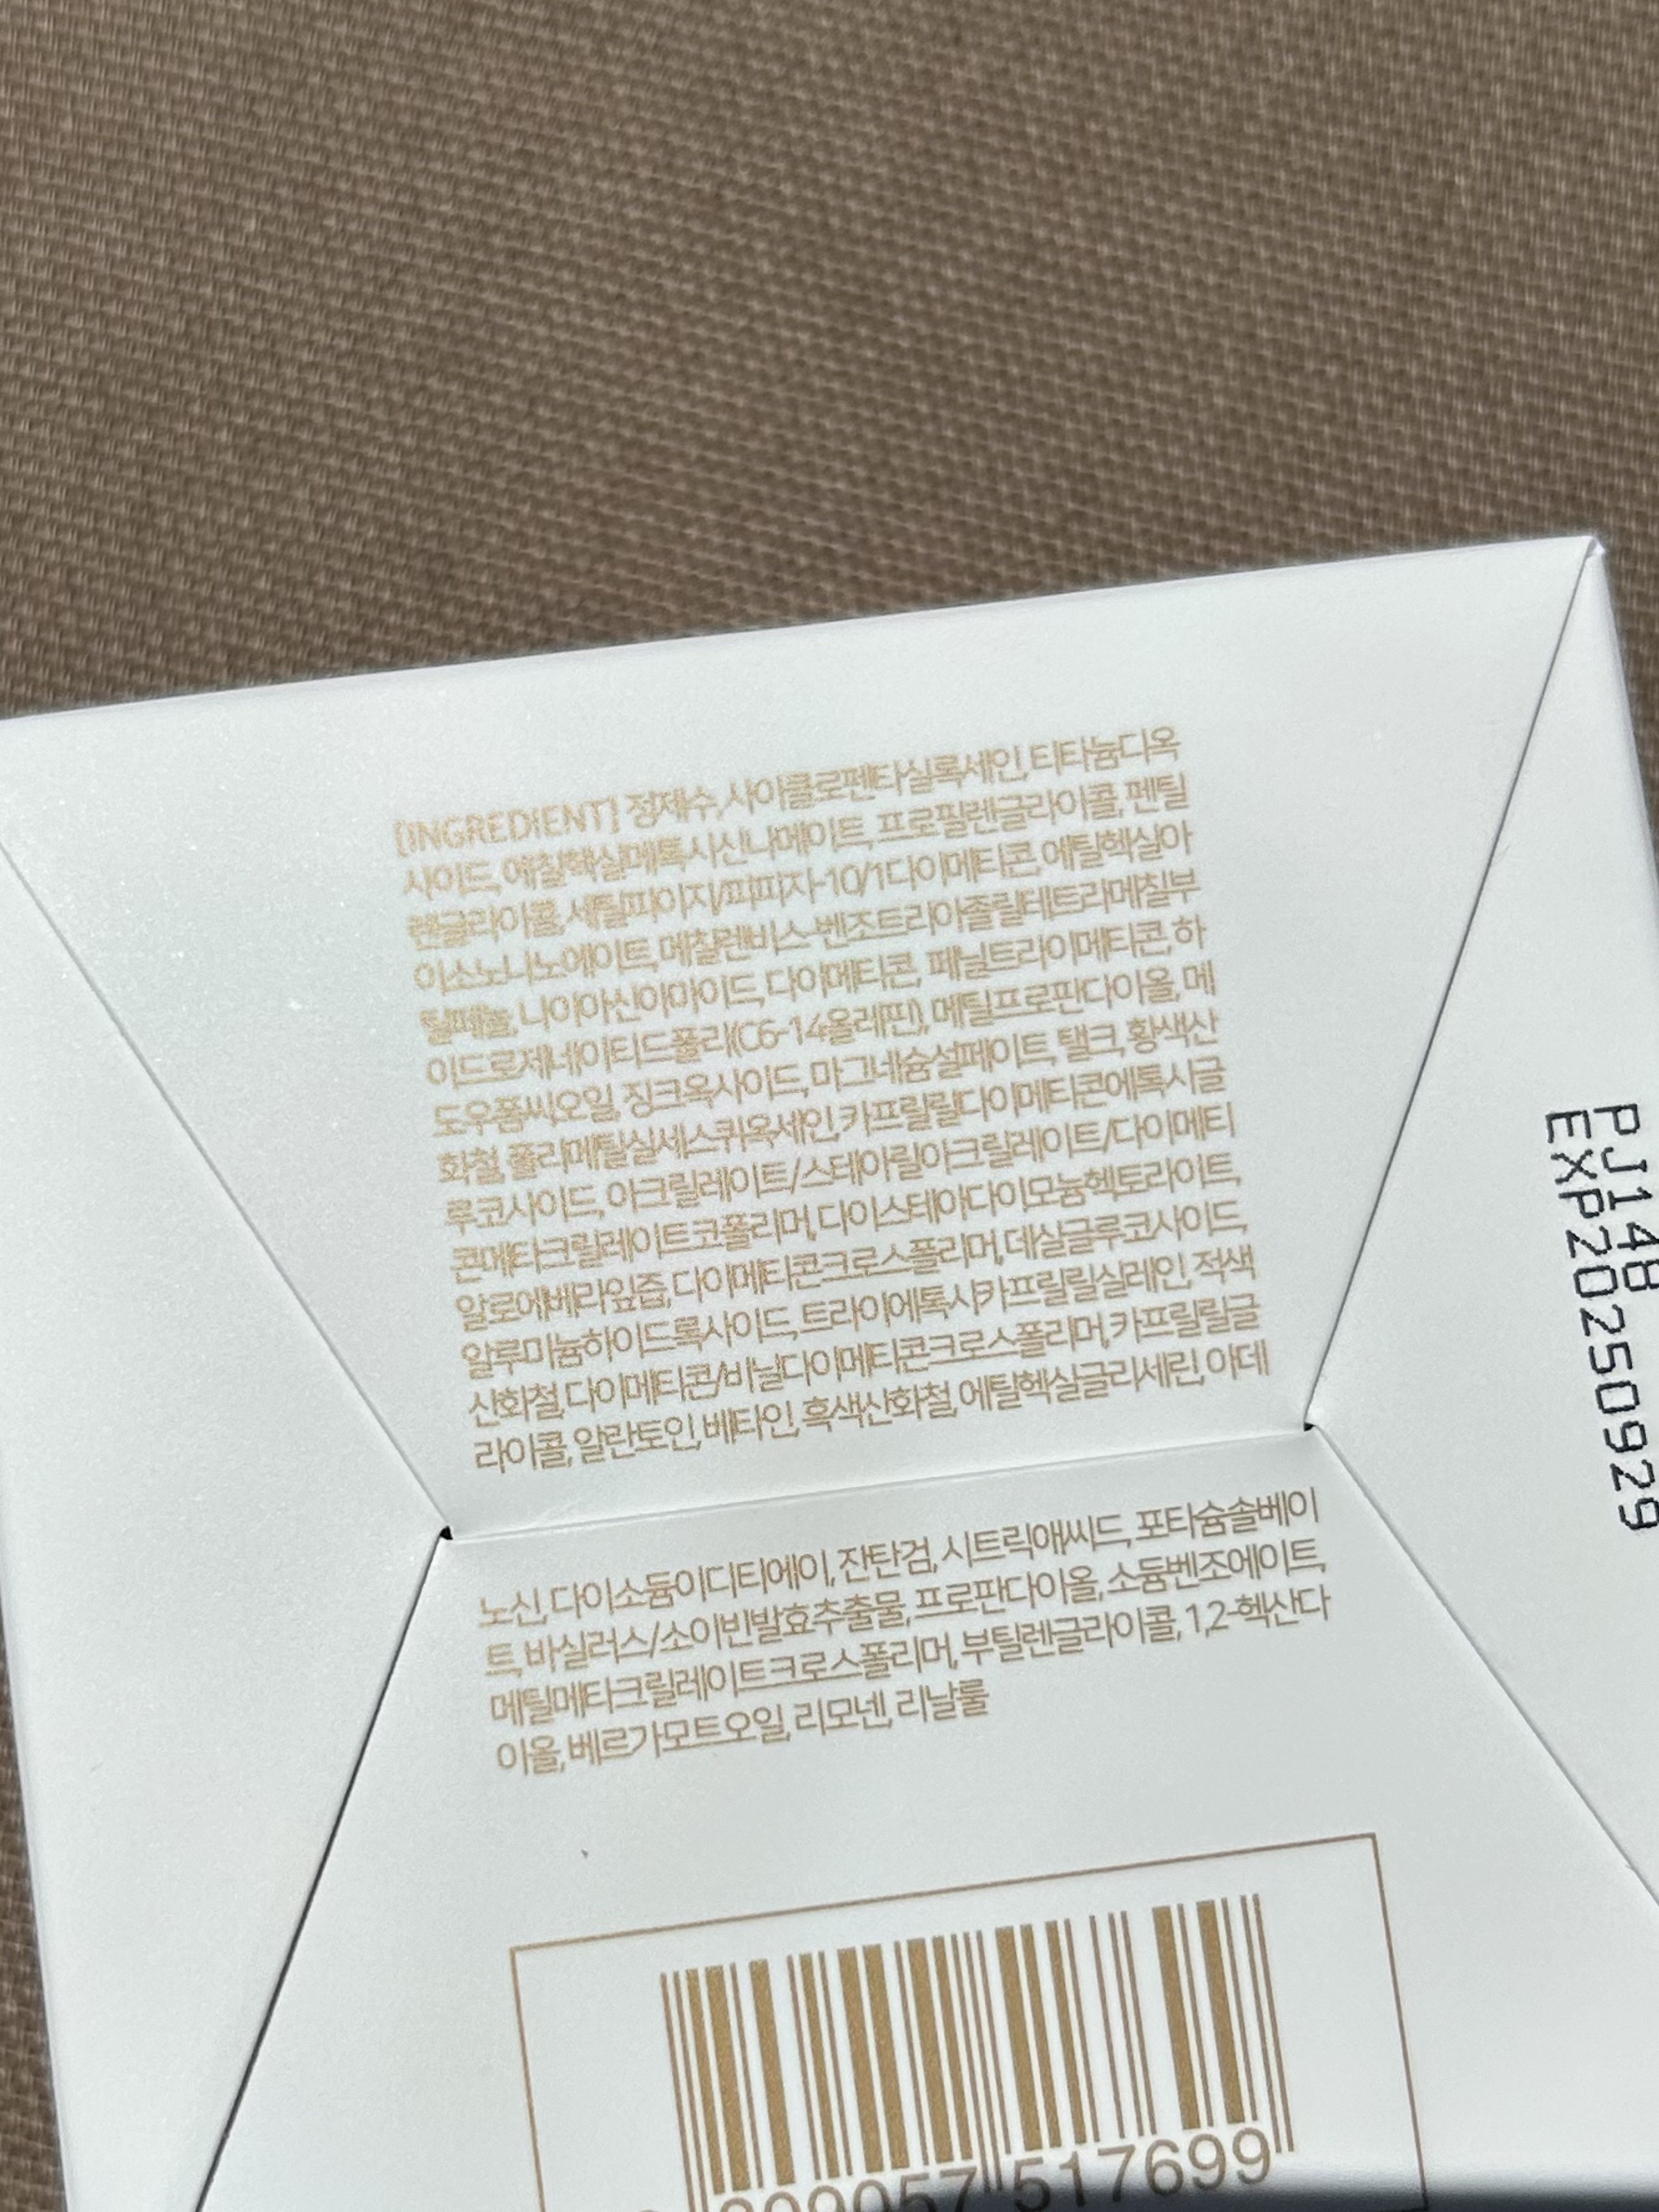 [INGREDIENT] 정제수, 사이클로펜타실록세인, 티타늄디옥
사이드, 에칠헥실메톡시신나메이트, 프로필렌글라이콜, 펜틸
렌글라이콜, 세틸피이지/피피지-10/1다이메티콘, 에틸헥실아
이소노나노에이트, 메칠렌비스-벤조트리아졸릴테트라메칠부
틸페놀, 나이아신아마이드, 다이메티콘, 페닐트라이메티콘, 하
이드로제네이티드폴리(C6-14올레핀), 메틸프로판다이올, 메
도우폼씨오일, 징크옥사이드, 마그네슘설페이트, 탤크, 황색산
화철, 폴리메틸실세스퀴옥세인, 카프릴릴다이메티콘에톡시글
루코사이드, 아크릴레이트/스테아릴아크릴레이트/다이메티
콘메타크릴레이트코폴리머, 다이스테아다이모늄헥토라이트,
알로에베라잎즙, 다이메티콘크로스폴리머, 데실글루코사이드,
알루미늄하이드록사이드, 트라이에톡시카프릴릴실레인, 적색
산화철, 다이메티콘/비닐다이메티콘크로스폴리머, 카프릴릴글
라이콜, 알란토인, 베타인, 흑색산화철, 에틸헥실글리세린, 아데
노신, 다이소듐이디티에이, 잔탄검, 시트릭애씨드, 포타슘솔베이
트, 바실러스/소이빈발효추출물, 프로판다이올, 소듐벤조에이트,
메틸메타크릴레이트크로스폴리머, 부틸렌글라이콜, 1,2-헥산다
이올, 베르가모트오일, 리모넨, 리날룰
PJ148
EXP20250929
809057 517699